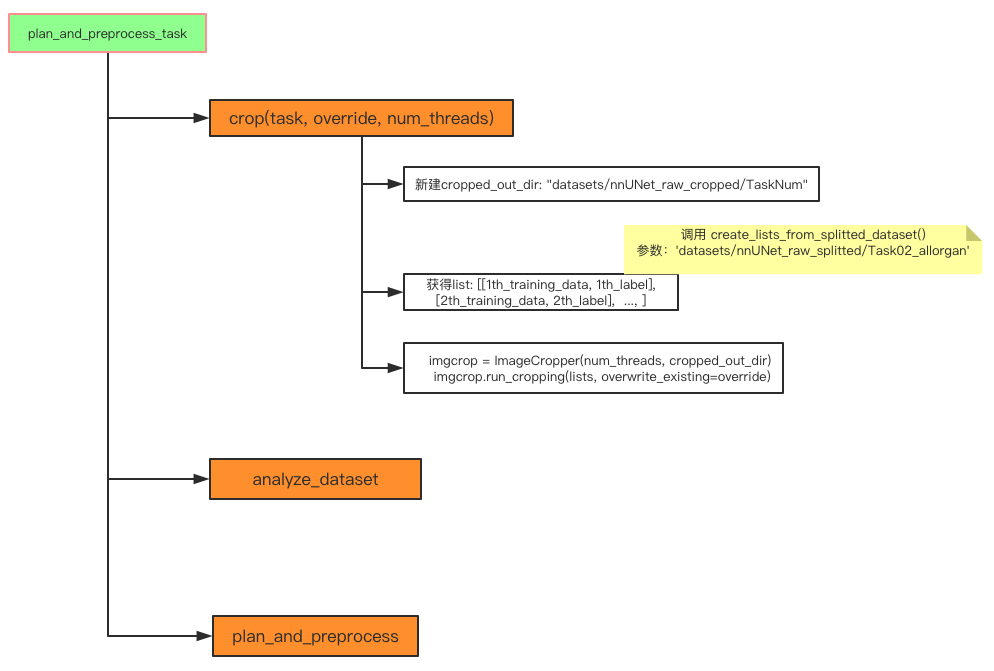 plan_and_preprocess_task
crop(task, override, num_threads)
新建cropped_out_dir: "datasets/nnUNet_raw_cropped/TaskNum"
调用 create_lists_from_splitted_dataset()
参数：'datasets/nnUNet_raw_splitted/Task02_allorgan'
获得list: [[1th_training_data, 1th_label],
[2th_training_data, 2th_label],  ..., ]
imgcrop = ImageCropper(num_threads, cropped_out_dir)
imgcrop.run_cropping(lists, overwrite_existing=override)
analyze_dataset
plan_and_preprocess